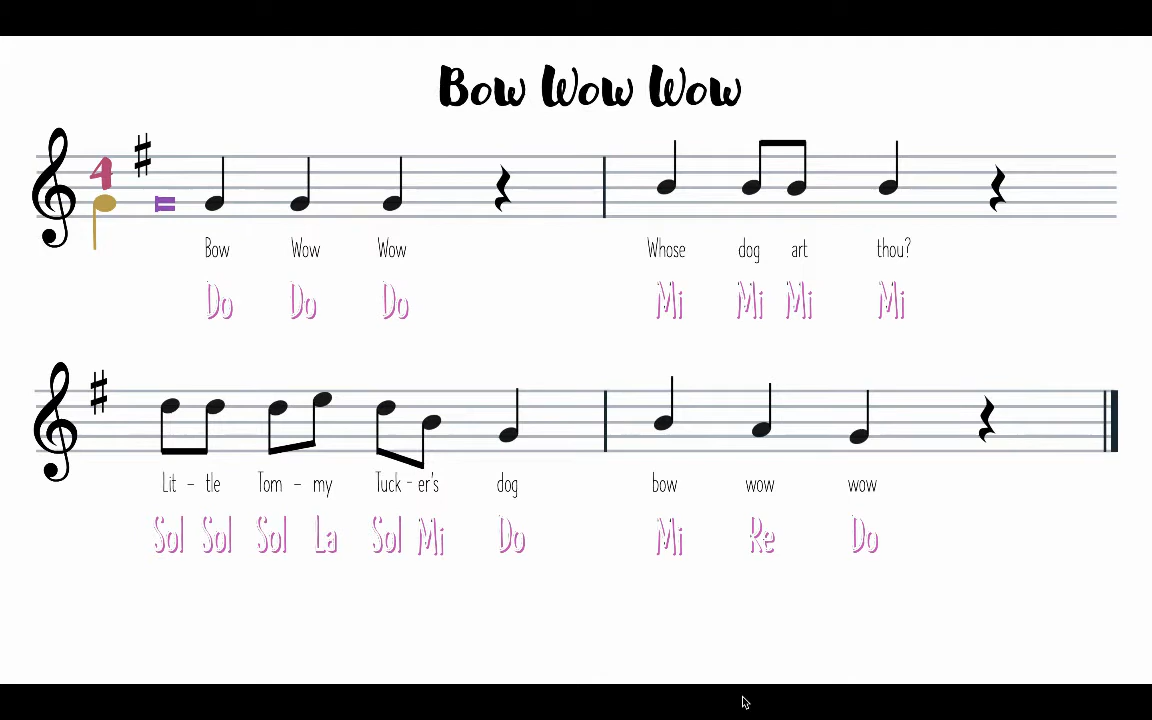 Bow Wow Wow
4
=
Bow Wow Wow Whose dog art thou?
Do Do Do Mi Mi Mi Mi
Lit - tle Tom - my Tuck - er's dog bow wow wow
Sol Sol Sol La Sol Mi Do Mi Re Do